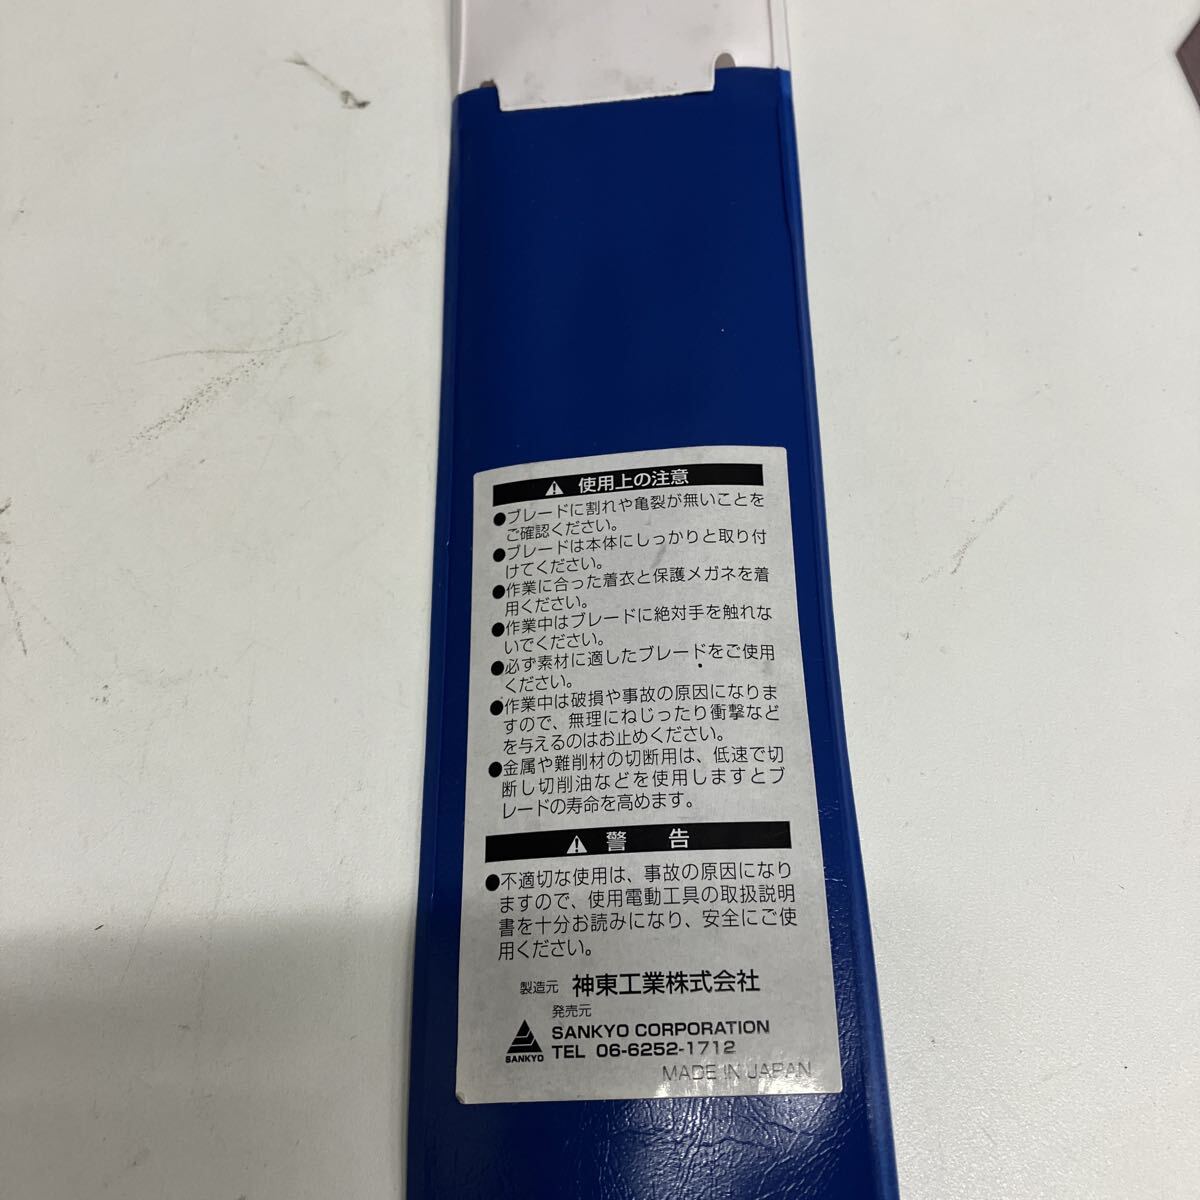 使用上の注意
●ブレードに割れや亀裂が無いことを
ご確認ください。
●ブレードは本体にしっかりと取り付
けてください。
●作業に合った着衣と保護メガネを着
用ください。
●作業中はブレードに絶対手を触れな
いでください。
●必ず素材に適したブレードをご使用
ください。
●作業中は破損や事故の原因になりま
すので、無理にねじったり衝撃など
を与えるのはお止めください。
●金属や難削材の切断用は、低速で切
断し切削油などを使用しますとブ
レードの寿命を高めます。
警 告
●不適切な使用は、事故の原因になり
ますので、使用電動工具の取扱説明
書を十分お読みになり、安全にご使
用ください。
製造元 神東工業株式会社
発売元
SANKYO CORPORATION
SANKYO TEL 06-6252-1712
MADE IN JAPAN